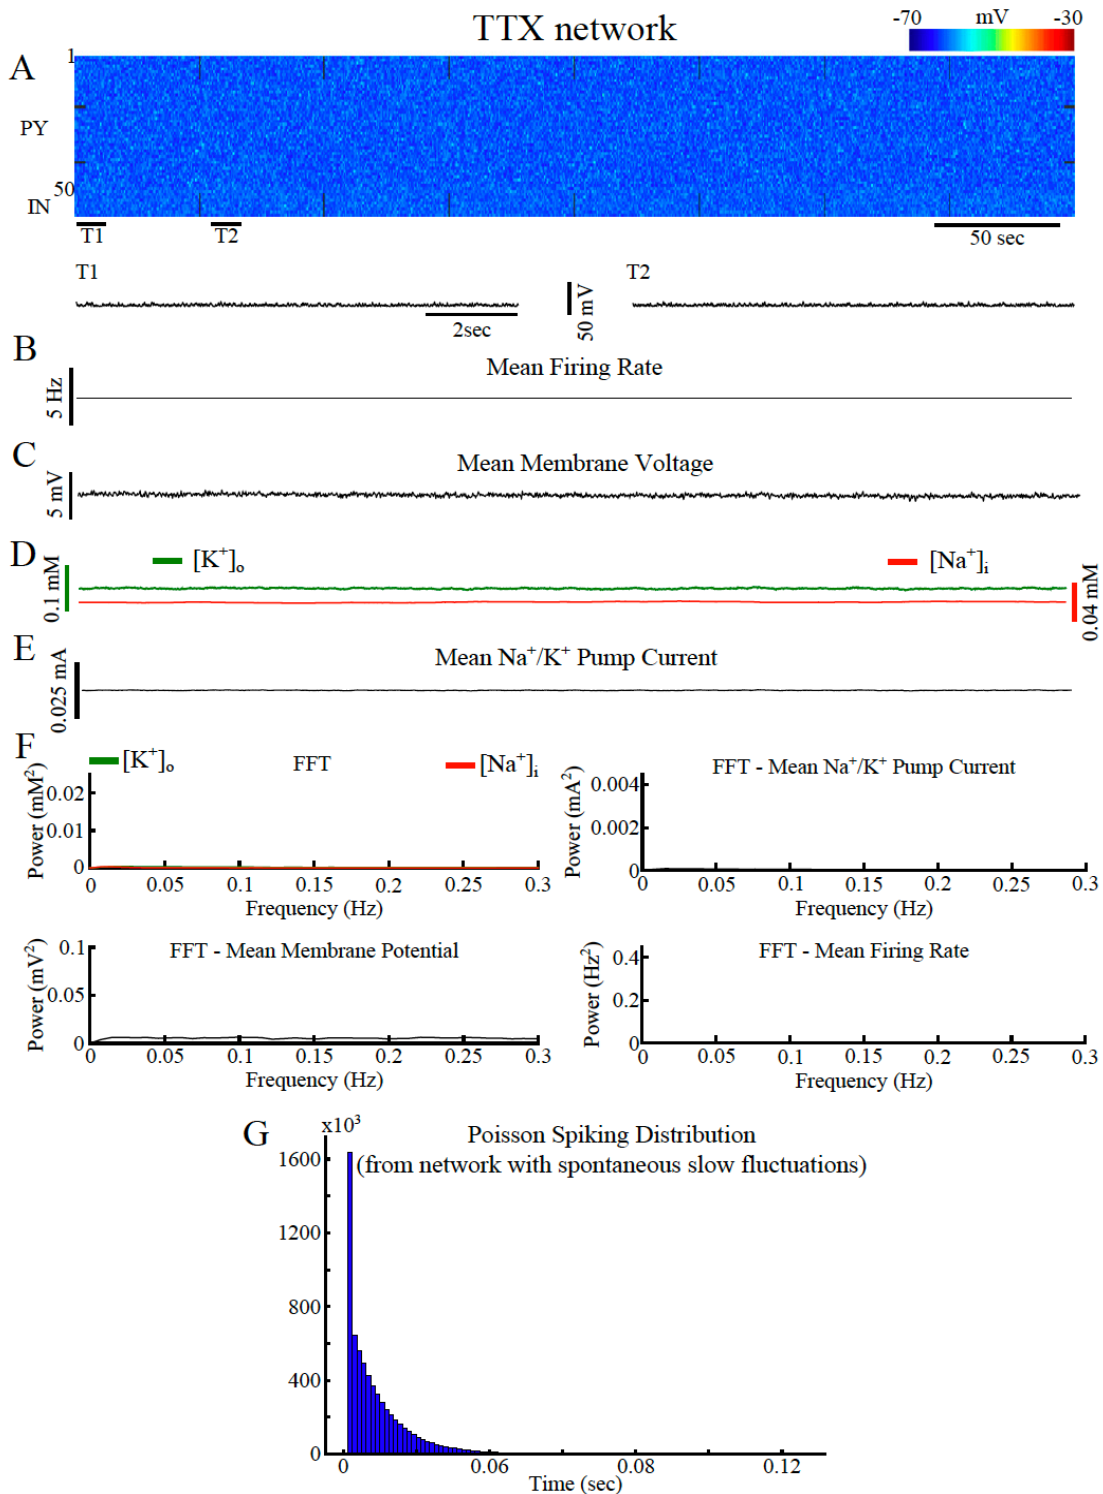 TTX network
-70 mV -30
A
1
PY
50
IN
T1 T2 50 sec
T1 T2
2sec
50 mV
B
Mean Firing Rate
5 Hz
C
Mean Membrane Voltage
5 mV
D
[K⁺]ₒ [Na⁺]ᵢ
0.1 mM
0.04 mM
E
Mean Na⁺/K⁺ Pump Current
0.025 mA
F
[K⁺]ₒ FFT [Na⁺]ᵢ
Power (mM²)
0.02
0.01
0
0 0.05 0.1 0.15 0.2 0.25 0.3
Frequency (Hz)
FFT - Mean Na⁺/K⁺ Pump Current
Power (mA²)
0.004
0.002
0
0 0.05 0.1 0.15 0.2 0.25 0.3
Frequency (Hz)
FFT - Mean Membrane Potential
Power (mV²)
0.1
0.05
0
0 0.05 0.1 0.15 0.2 0.25 0.3
Frequency (Hz)
FFT - Mean Firing Rate
Power (Hz²)
0.4
0.2
0
0 0.05 0.1 0.15 0.2 0.25 0.3
Frequency (Hz)
G
x10³
Poisson Spiking Distribution
(from network with spontaneous slow fluctuations)
1600
1200
800
400
0
0 0.06 0.08 0.12
Time (sec)